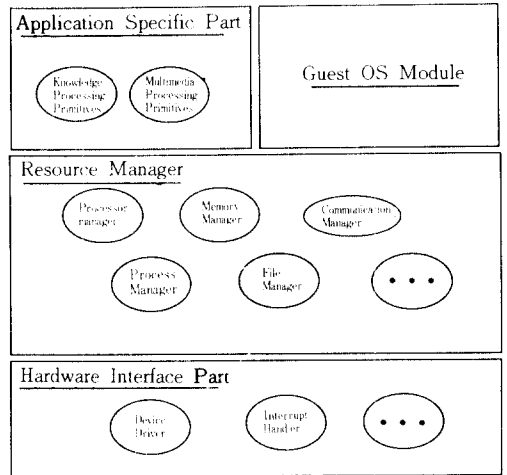 Application Specific Part
Knowledge
Processing
Primitives
Multimedia
Processing
Primitives
Guest OS Module
Resource Manager
Processor
manager
Memory
Manager
Communication
Manager
Process
Manager
File
Manager
• • •
Hardware Interface Part
Device
Driver
Interrupt
Handler
• • •